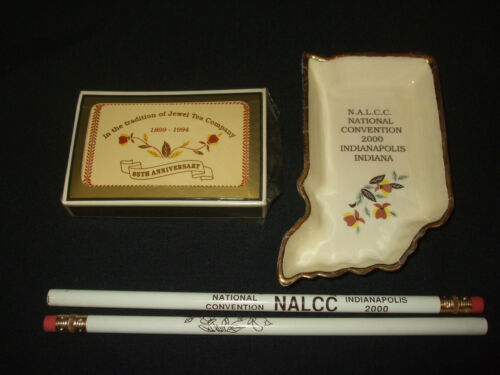 In the tradition of Jewel Tea Company
1899 - 1994
95TH ANNIVERSARY
N.A.L.C.C.
NATIONAL
CONVENTION
2000
INDIANAPOLIS
INDIANA
NATIONAL CONVENTION NALCC INDIANAPOLIS 2000